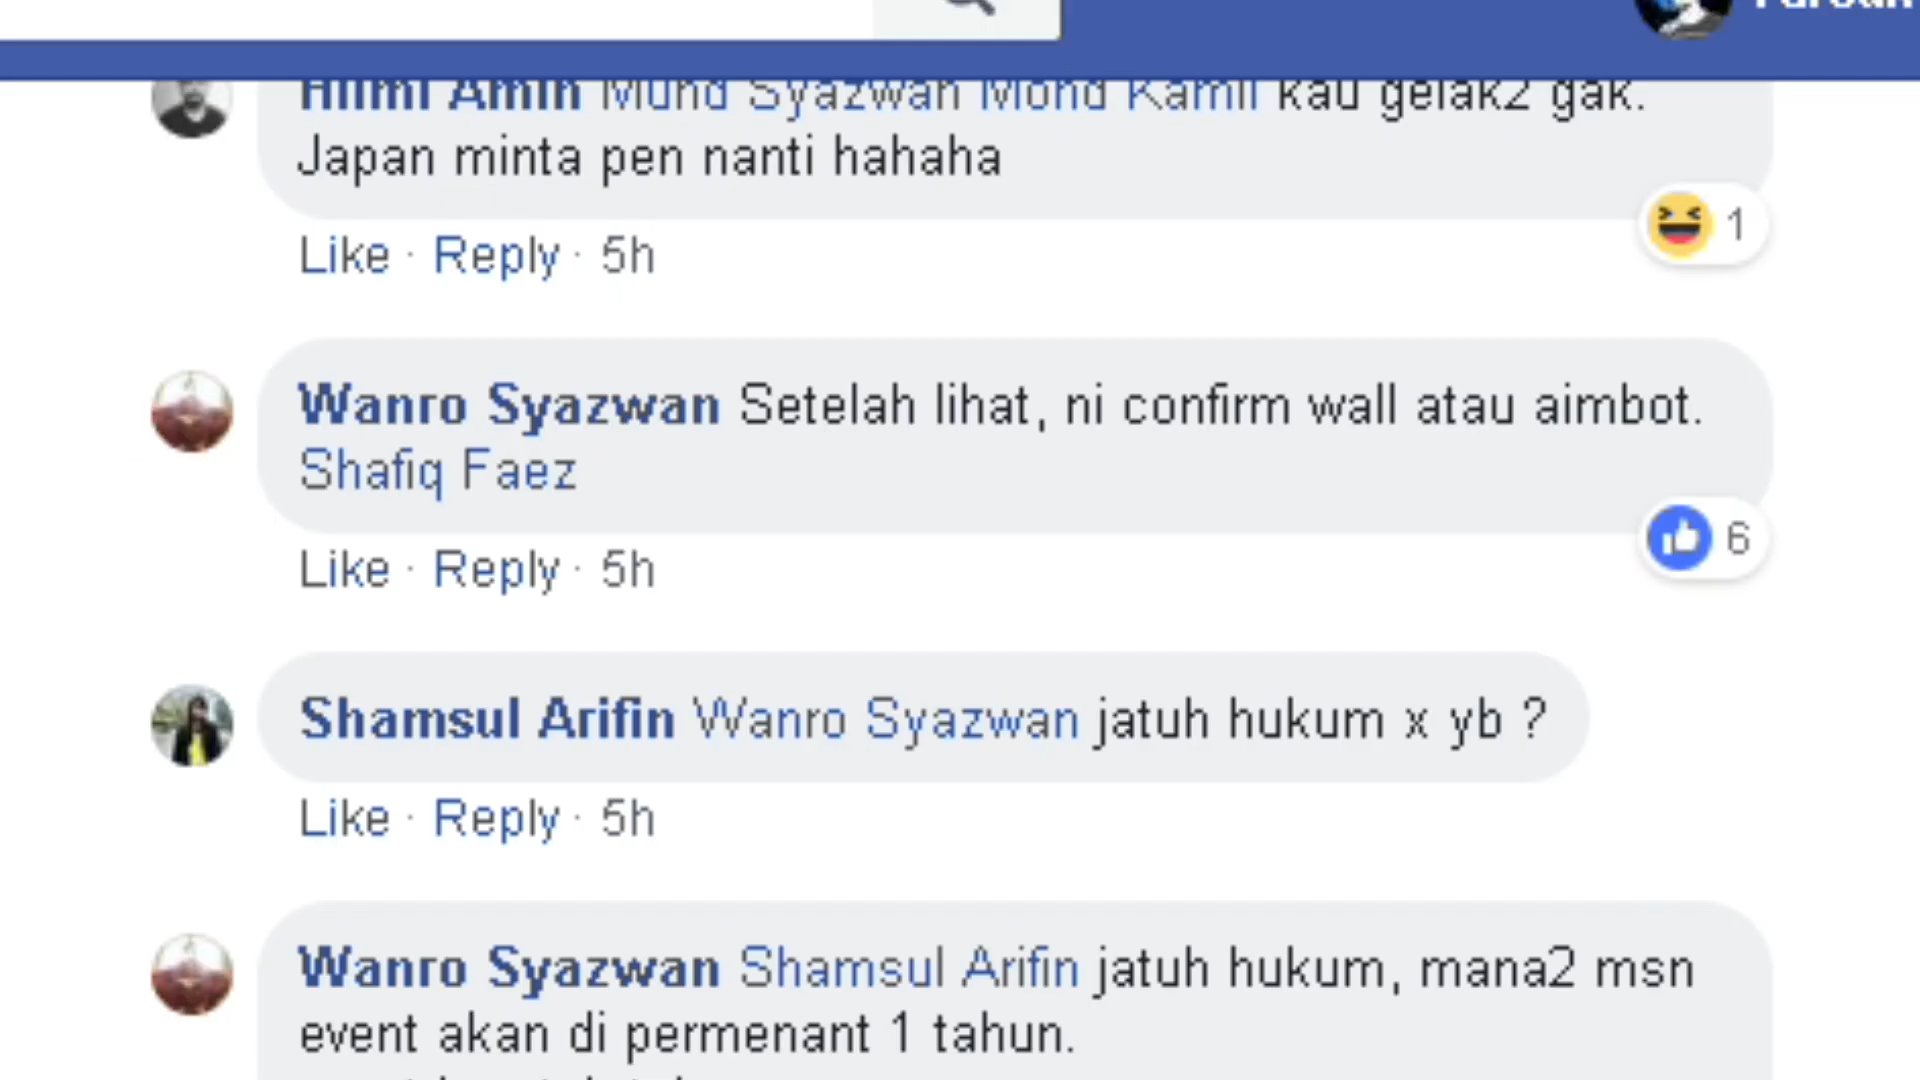 Hilmi Amin Muhd Syazwan Mohd Kamil kau gelak2 gak.
Japan minta pen nanti hahaha
1
Like · Reply · 5h
Wanro Syazwan Setelah lihat, ni confirm wall atau aimbot.
Shafiq Faez
6
Like · Reply · 5h
Shamsul Arifin Wanro Syazwan jatuh hukum x yb ?
Like · Reply · 5h
Wanro Syazwan Shamsul Arifin jatuh hukum, mana2 msn
event akan di permenant 1 tahun.